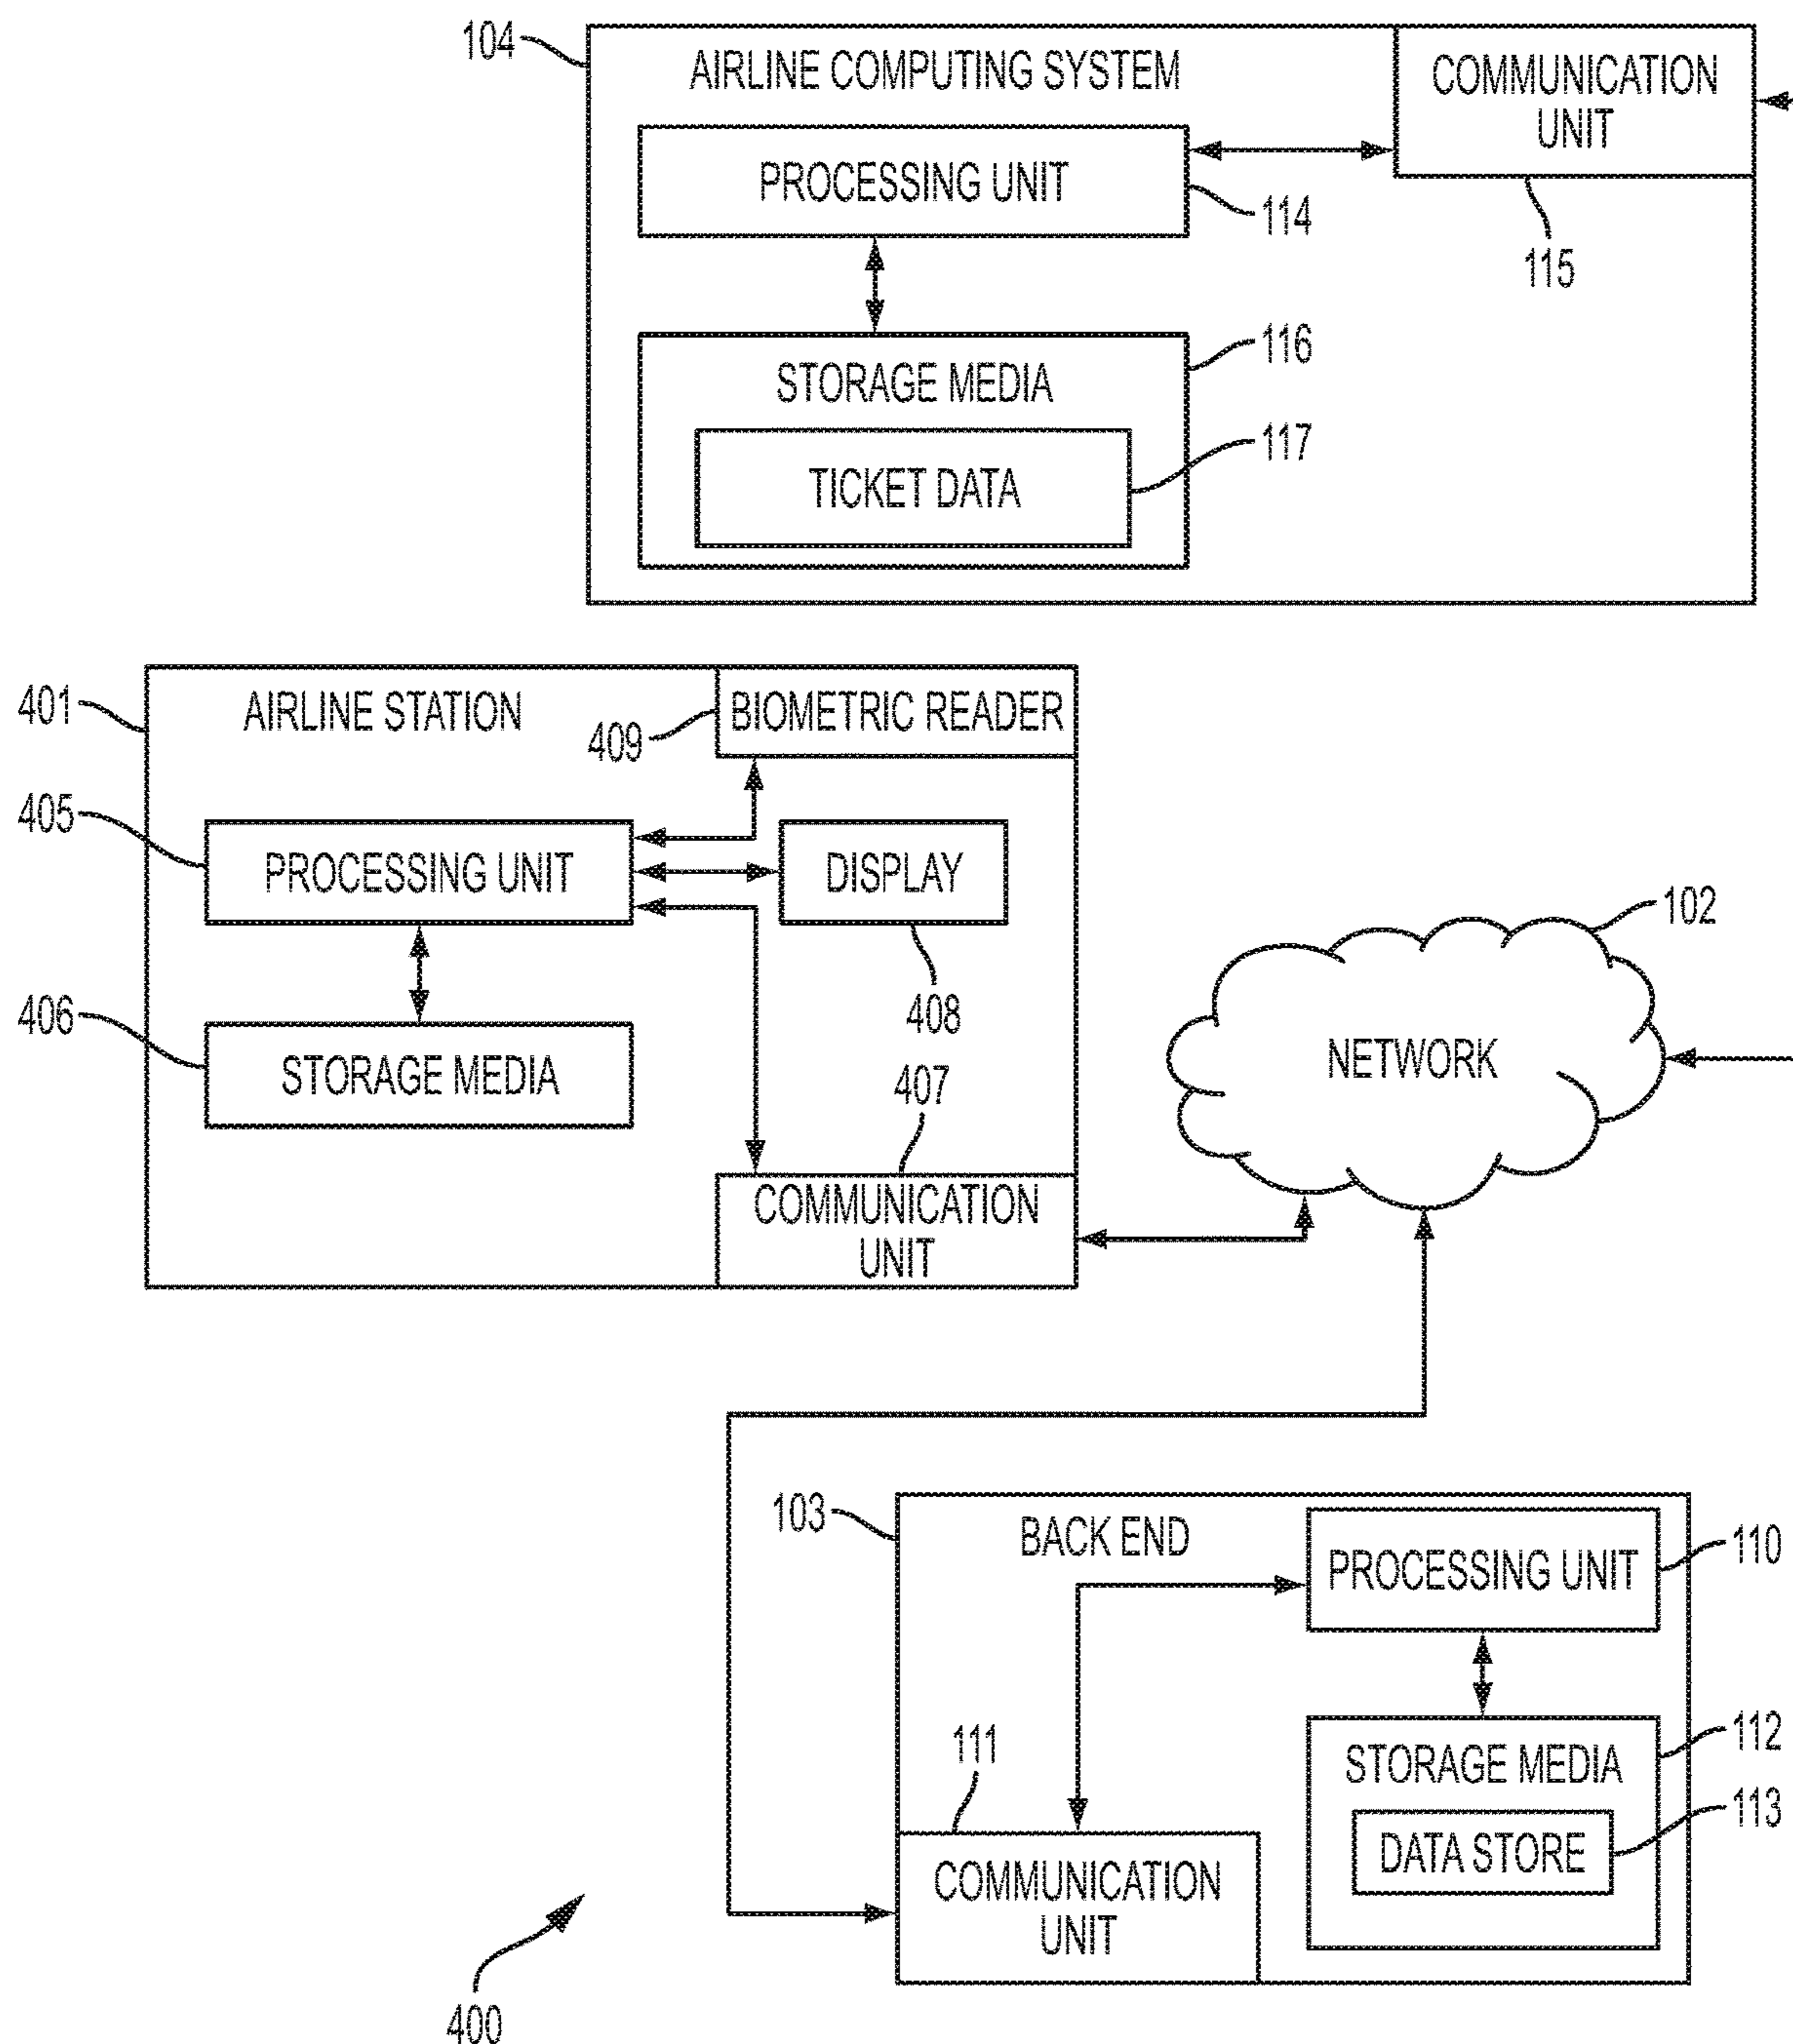 104
AIRLINE COMPUTING SYSTEM
COMMUNICATION
UNIT
PROCESSING UNIT
114
115
STORAGE MEDIA
116
TICKET DATA
117
401
AIRLINE STATION
409
BIOMETRIC READER
405
PROCESSING UNIT
DISPLAY
408
406
STORAGE MEDIA
407
COMMUNICATION
UNIT
102
NETWORK
103
BACK END
PROCESSING UNIT
110
111
STORAGE MEDIA
112
DATA STORE
113
COMMUNICATION
UNIT
400